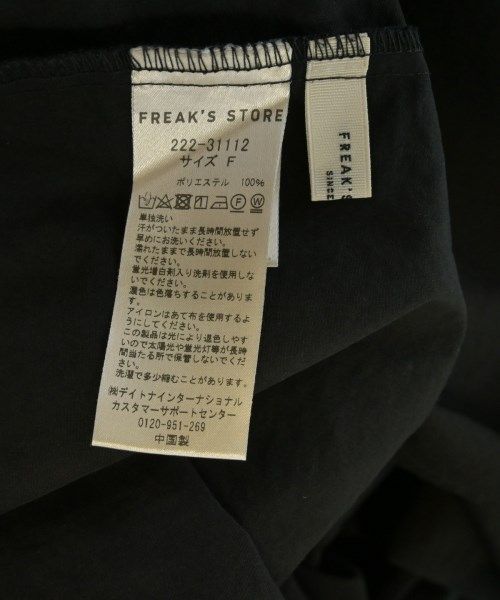 FREAK'S STORE
222-31112
サイズ F
ポリエステル 100%
単独洗い
汗がついたまま長時間放置せず
早めにお洗いください。
濡れたままで長時間放置しない
でください。
蛍光増白剤入り洗剤を使用しな
いでください。
濃色は色落ちすることがありま
す。
アイロンはあて布を使用するよ
うにしてください。
この製品は光により退色しやす
いので太陽光や蛍光灯等が長時
間当たる所で保管しないでくだ
さい。
洗濯で多少縮むことがあります。
㈱デイトナインターナショナル
カスタマーサポートセンター
0120-951-269
中国製
FREAK'S
SINCE